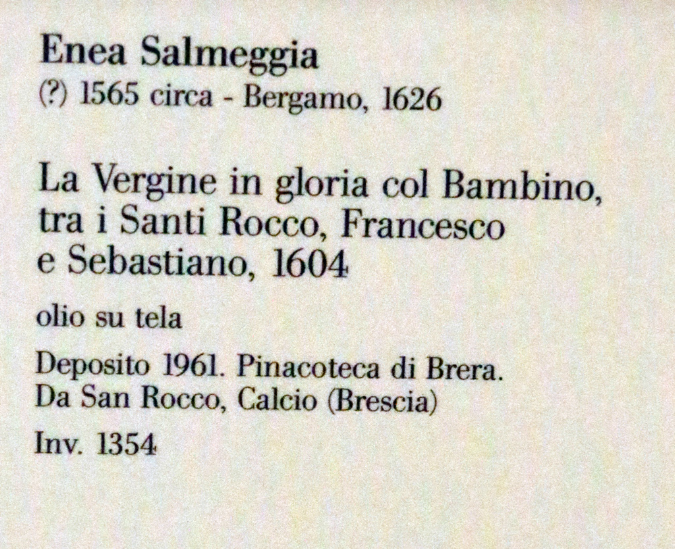 Enea Salmeggia
(?) 1565 circa - Bergamo, 1626
La Vergine in gloria col Bambino,
tra i Santi Rocco, Francesco
e Sebastiano, 1604
olio su tela
Deposito 1961. Pinacoteca di Brera.
Da San Rocco, Calcio (Brescia)
Inv. 1354